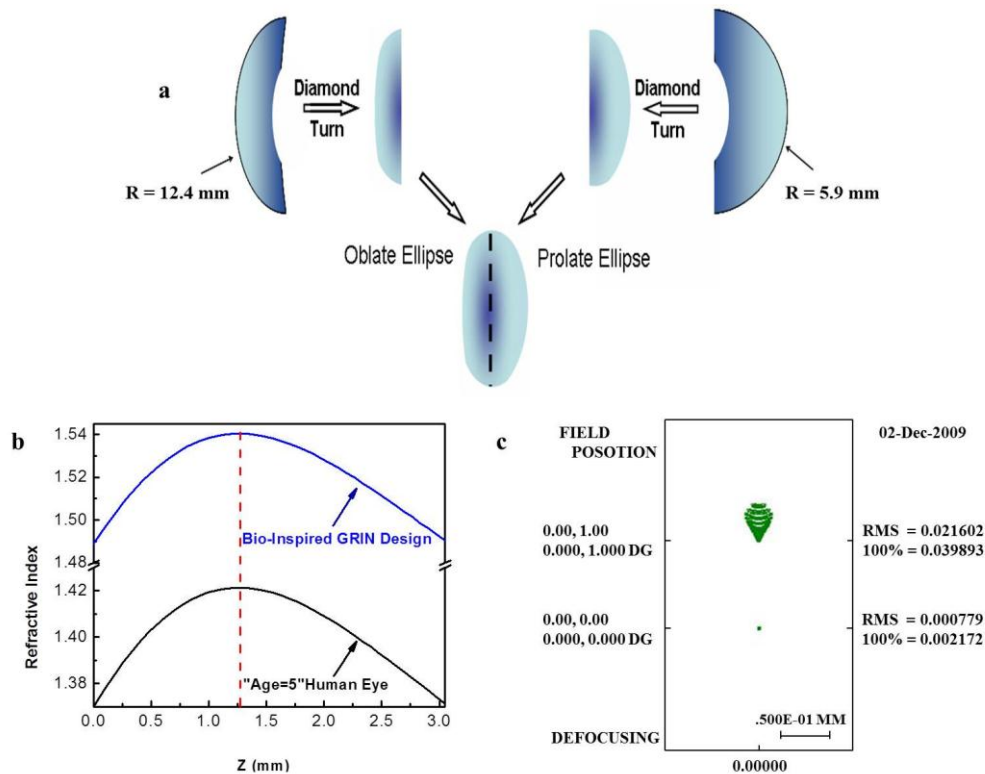 a
Diamond
Turn
Diamond
Turn
R = 12.4 mm
R = 5.9 mm
Oblate Ellipse
Prolate Ellipse
b
1.54
1.52
1.50
1.48
1.42
1.40
1.38
Refractive Index
Bio-Inspired GRIN Design
"Age=5"Human Eye
0.0 0.5 1.0 1.5 2.0 2.5 3.0
Z (mm)
c
FIELD
POSOTION
02-Dec-2009
0.00, 1.00
0.000, 1.000 DG
RMS = 0.021602
100% = 0.039893
0.00, 0.00
0.000, 0.000 DG
RMS = 0.000779
100% = 0.002172
DEFOCUSING
.500E-01 MM
0.00000